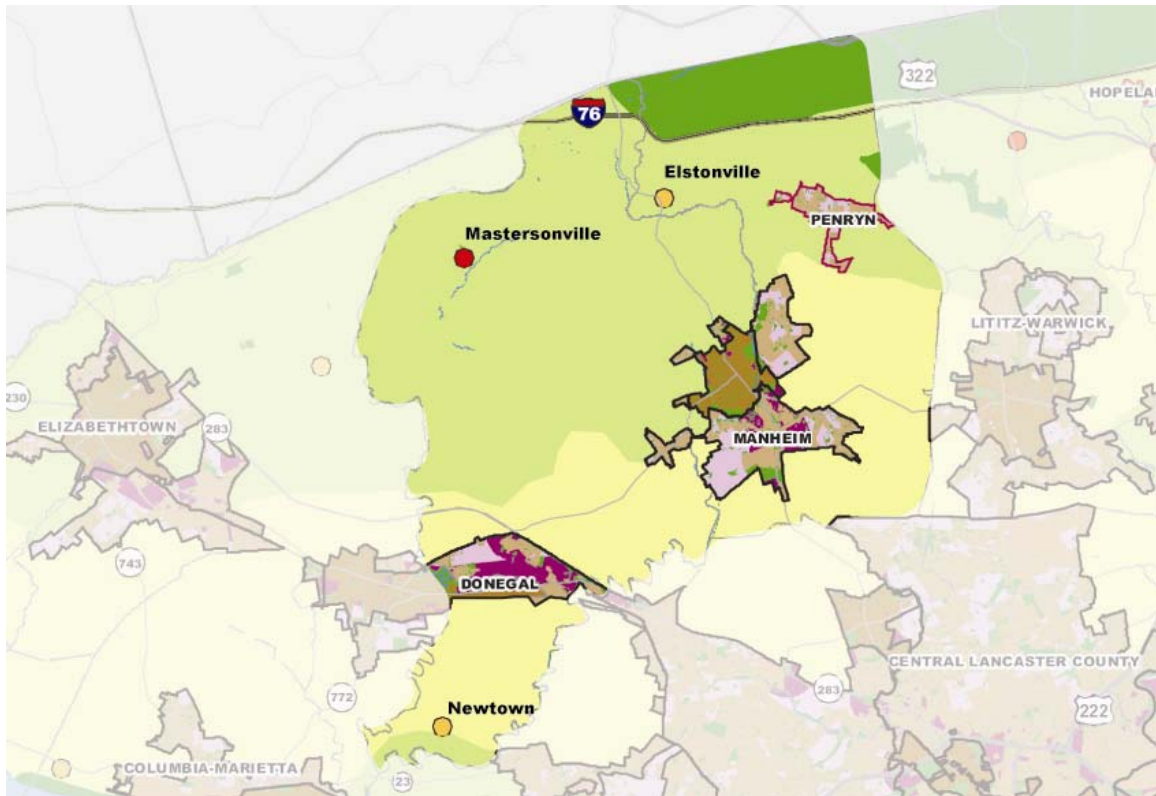 322
HOPELA
76
Elstonville
PENRYN
Mastersonville
LITITZ-WARWICK
230
ELIZABETHTOWN
283
MANHEIM
743
DONEGAL
CENTRAL LANCASTER COUNTY
772
283
Newtown
222
COLUMBIA-MARIETTA
23